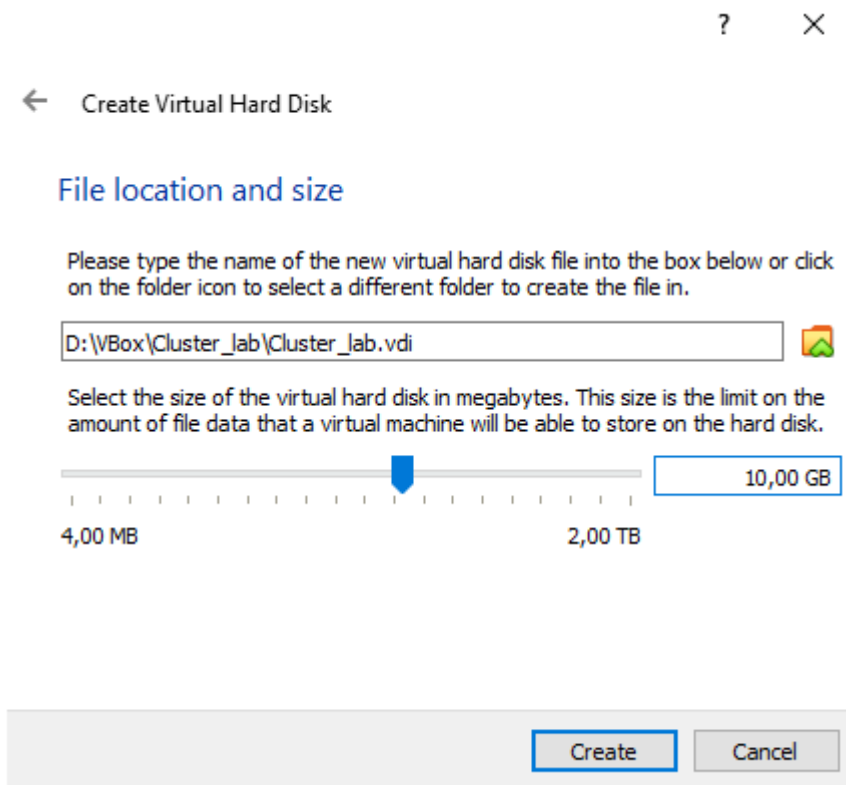 ?
Create Virtual Hard Disk
File location and size
Please type the name of the new virtual hard disk file into the box below or click
on the folder icon to select a different folder to create the file in.
D:\VBox\Cluster_lab\Cluster_lab.vdi
Select the size of the virtual hard disk in megabytes. This size is the limit on the
amount of file data that a virtual machine will be able to store on the hard disk.
10,00 GB
4,00 MB 2,00 TB
Create Cancel